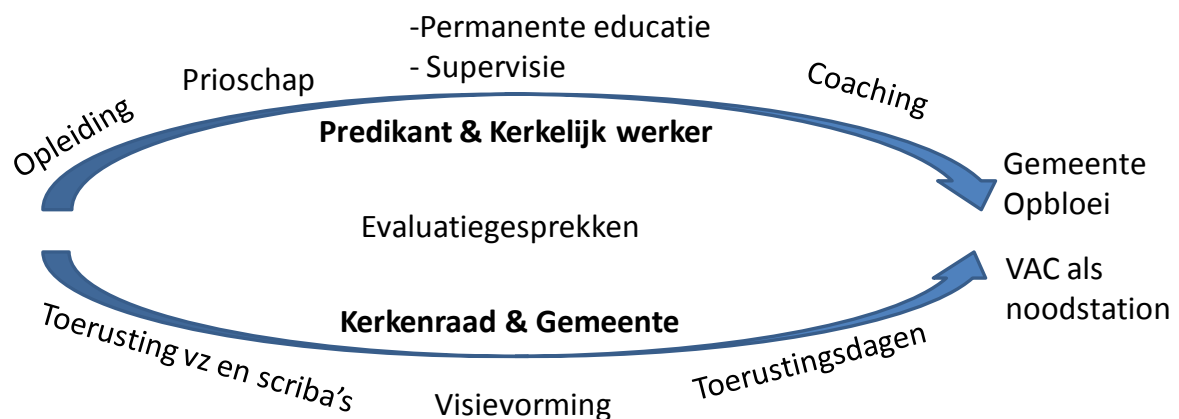 -Permanente educatie
- Supervisie
Prioschap
Coaching
Opleiding
Predikant & Kerkelijk werker
Gemeente
Opbloei
Evaluatiegesprekken
VAC als
noodstation
Kerkenraad & Gemeente
Toerusting vz en scriba's
Toerustingsdagen
Visievorming